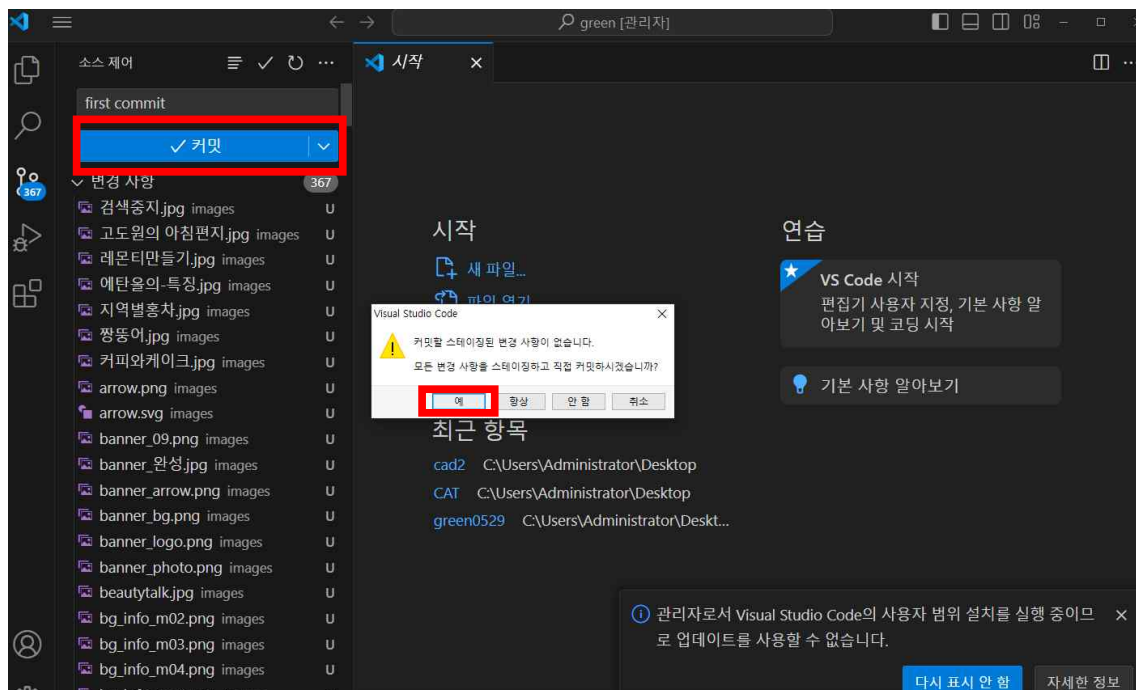 green [관리자]
소스 제어
시작
first commit
커밋
변경 사항
367
367
검색중지.jpg images U
고도원의 아침편지.jpg images U
레몬티만들기.jpg images U
에탄올의-특징.jpg images U
지역별홍차.jpg images U
짱뚱어.jpg images U
커피와케이크.jpg images U
arrow.png images U
arrow.svg images U
banner_09.png images U
banner_완성.jpg images U
banner_arrow.png images U
banner_bg.png images U
banner_logo.png images U
banner_photo.png images U
beautytalk.jpg images U
bg_info_m02.png images U
bg_info_m03.png images U
bg_info_m04.png images U
시작
새 파일...
파일 열기...
Visual Studio Code
커밋할 스테이징된 변경 사항이 없습니다.
모든 변경 사항을 스테이징하고 직접 커밋하시겠습니까?
예 항상 안 함 취소
최근 항목
cad2 C:\Users\Administrator\Desktop
CAT C:\Users\Administrator\Desktop
green0529 C:\Users\Administrator\Deskt...
연습
VS Code 시작
편집기 사용자 지정, 기본 사항 알
아보기 및 코딩 시작
기본 사항 알아보기
관리자로서 Visual Studio Code의 사용자 범위 설치를 실행 중이므
로 업데이트를 사용할 수 없습니다.
다시 표시 안 함 자세한 정보